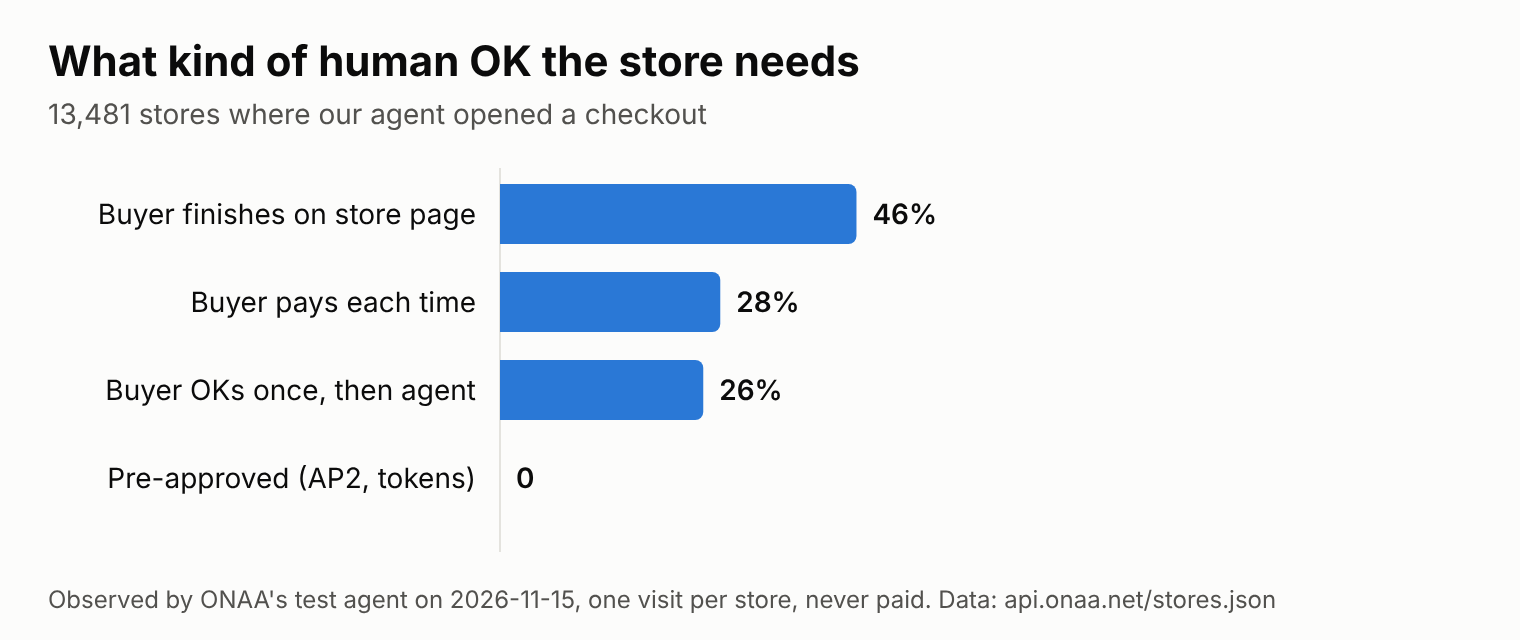 What kind of human OK the store needs
13,481 stores where our agent opened a checkout
Buyer finishes on store page 46%
Buyer pays each time 28%
Buyer OKs once, then agent 26%
Pre-approved (AP2, tokens) 0
Observed by ONAA's test agent on 2026-11-15, one visit per store, never paid. Data: api.onaa.net/stores.json